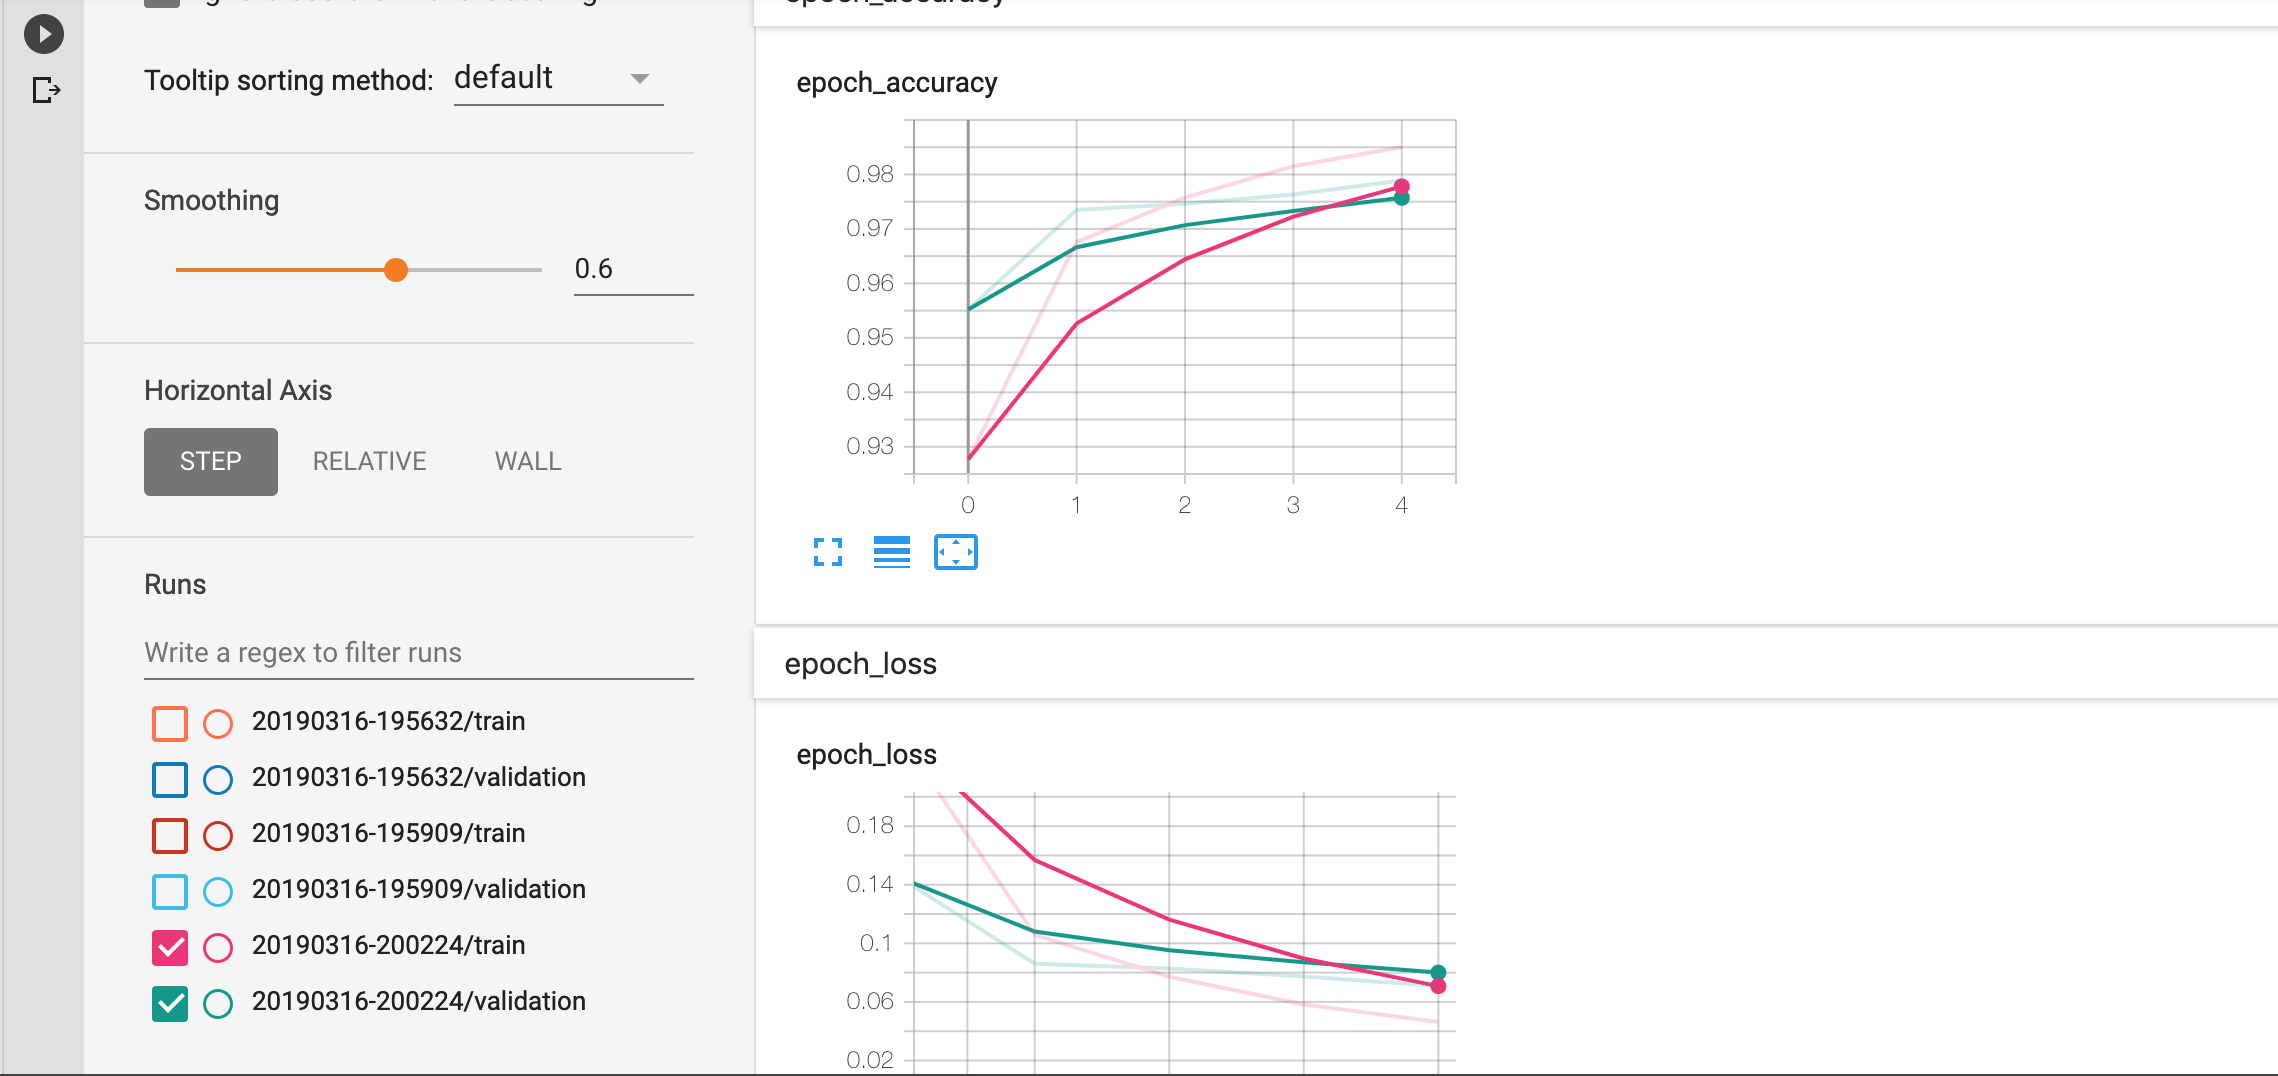 epoch_accuracy
Tooltip sorting method: default
Smoothing
0.6
Horizontal Axis
STEP RELATIVE WALL
Runs
Write a regex to filter runs
20190316-195632/train
20190316-195632/validation
20190316-195909/train
20190316-195909/validation
20190316-200224/train
20190316-200224/validation
epoch_accuracy
0.98
0.97
0.96
0.95
0.94
0.93
0 1 2 3 4
epoch_loss
epoch_loss
0.18
0.14
0.1
0.06
0.02